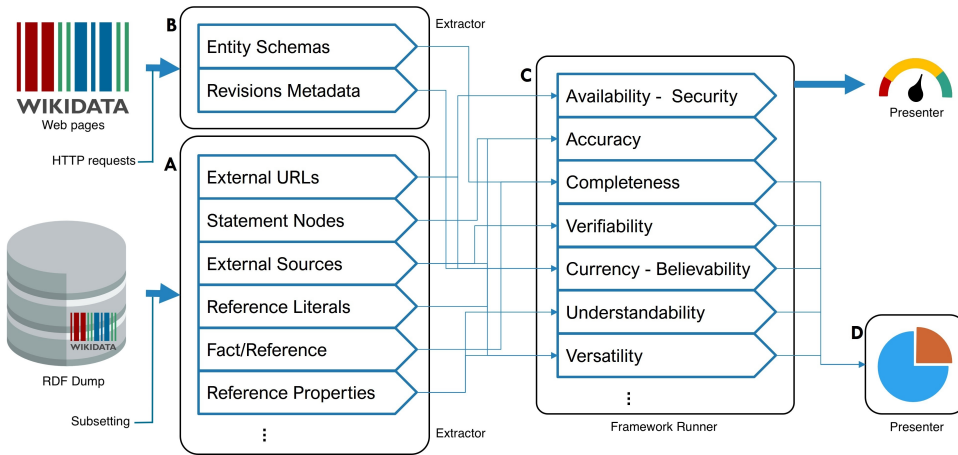 WIKIDATA
Web pages
HTTP requests
B
Extractor
Entity Schemas
Revisions Metadata
A
External URLs
Statement Nodes
External Sources
Reference Literals
Fact/Reference
Reference Properties
⋮
Extractor
WIKIDATA
RDF Dump
Subsetting
C
Availability - Security
Accuracy
Completeness
Verifiability
Currency - Believability
Understandability
Versatility
⋮
Framework Runner
Presenter
D
Presenter